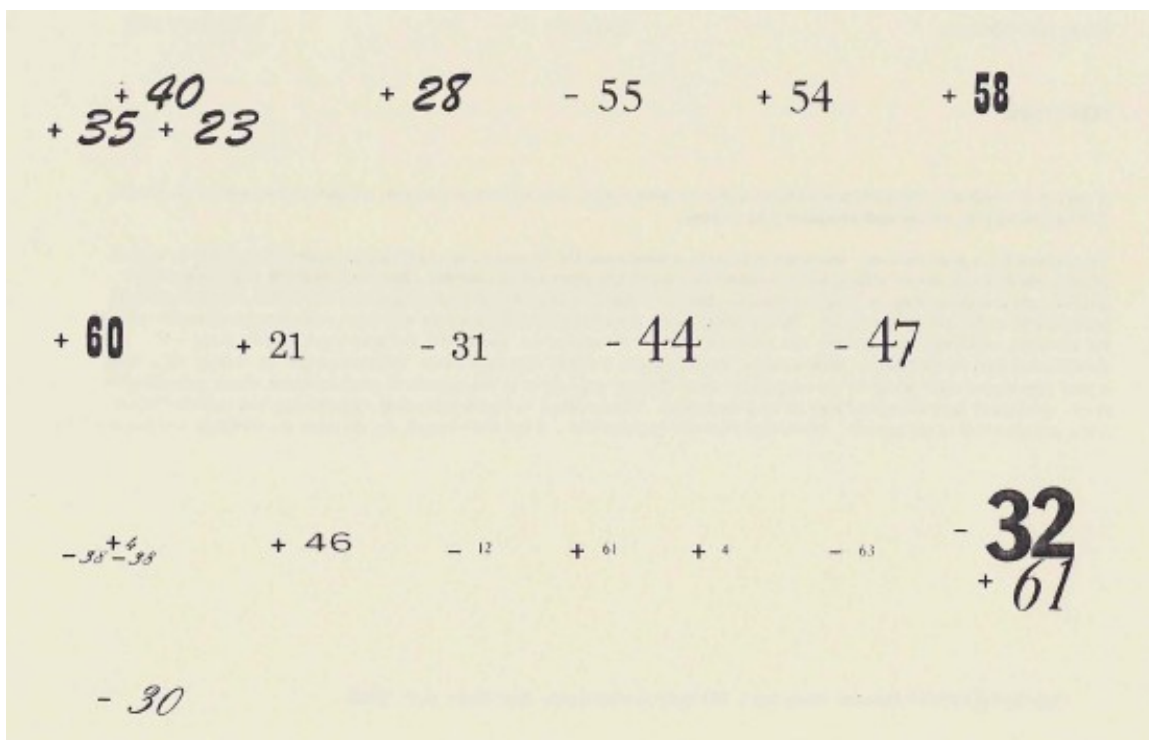 + 40
+ 35 + 23 + 28 - 55 + 54 + 58
+ 60 + 21 - 31 - 44 - 47
+ 4
- 38 - 38 + 46 - 12 + 61 + 4 - 63 - 32
+ 61
- 30